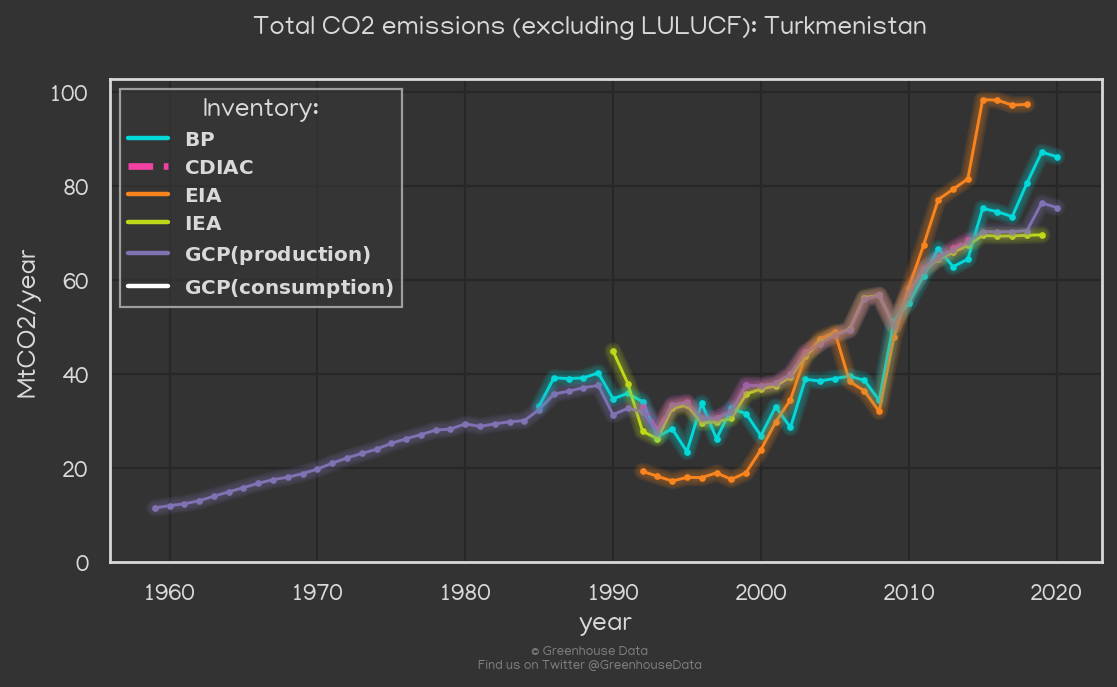 Total CO2 emissions (excluding LULUCF): Turkmenistan
Inventory:
BP
CDIAC
EIA
IEA
GCP(production)
GCP(consumption)
MtCO2/year
100
80
60
40
20
0
1960 1970 1980 1990 2000 2010 2020
year
© Greenhouse Data
Find us on Twitter @GreenhouseData